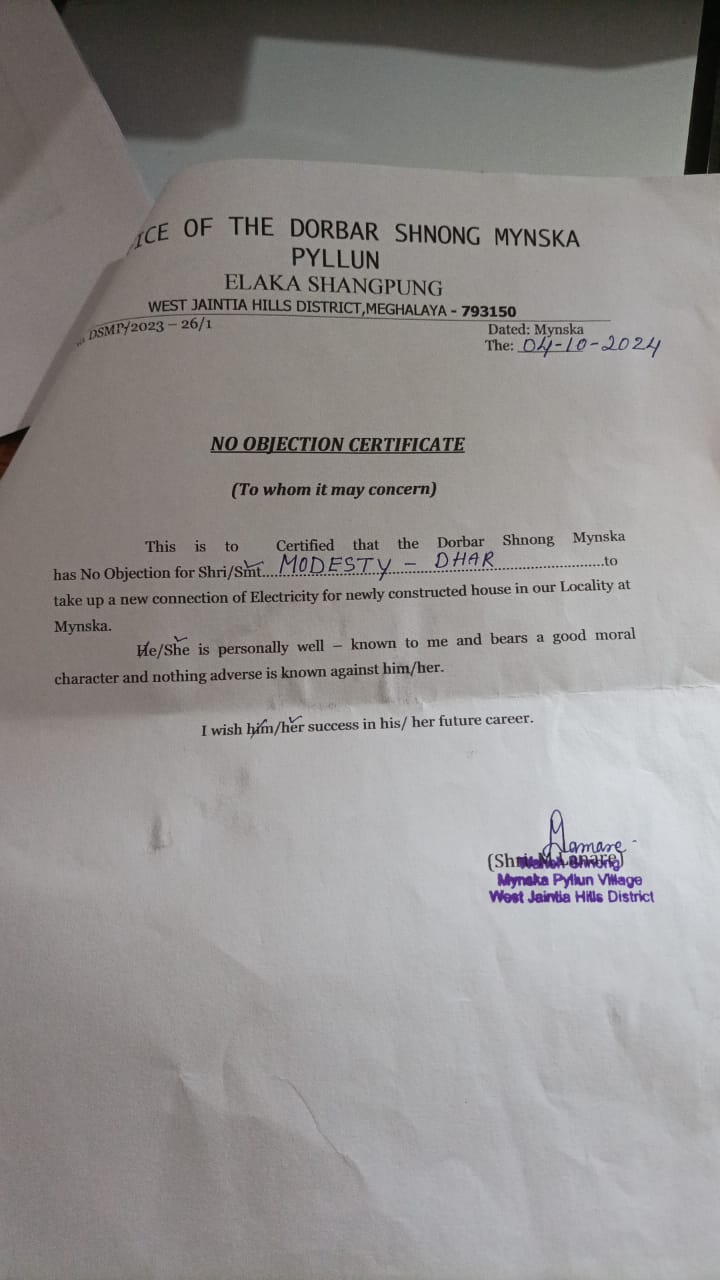 ICE OF THE DORBAR SHNONG MYNSKA
PYLLUN
ELAKA SHANGPUNG
WEST JAINTIA HILLS DISTRICT,MEGHALAYA - 793150
DSMP/2023 – 26/1
Dated: Mynska
The: 04-10-2024
NO OBJECTION CERTIFICATE
(To whom it may concern)
This is to Certified that the Dorbar Shnong Mynska
has No Objection for Shri/Smt....MODESTY – DHAR....................to
take up a new connection of Electricity for newly constructed house in our Locality at
Mynska.
He/She is personally well – known to me and bears a good moral
character and nothing adverse is known against him/her.
I wish him/her success in his/ her future career.
Mynska Pyllun Village
West Jaintia Hills District